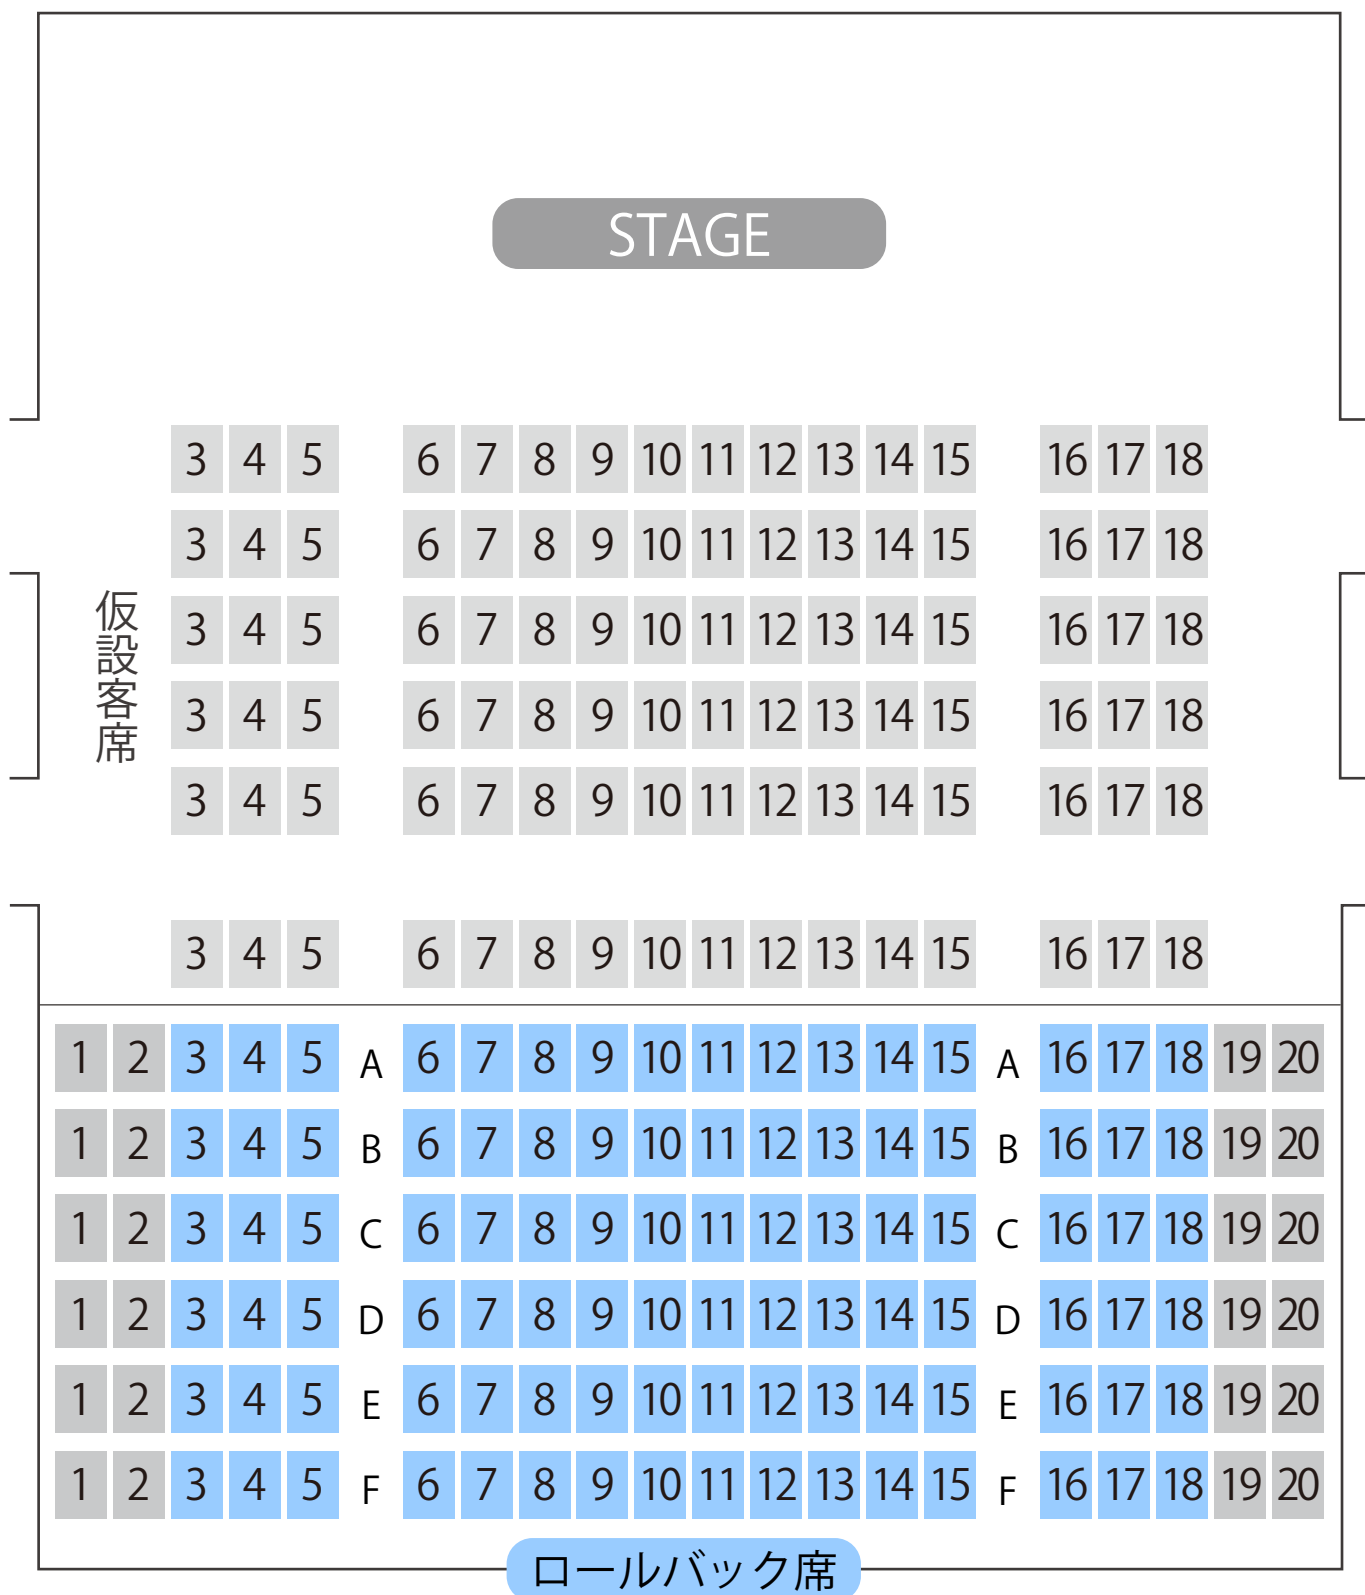 STAGE
3 4 5 6 7 8 9 10 11 12 13 14 15 16 17 18
3 4 5 6 7 8 9 10 11 12 13 14 15 16 17 18
仮設客席
3 4 5 6 7 8 9 10 11 12 13 14 15 16 17 18
3 4 5 6 7 8 9 10 11 12 13 14 15 16 17 18
3 4 5 6 7 8 9 10 11 12 13 14 15 16 17 18
3 4 5 6 7 8 9 10 11 12 13 14 15 16 17 18
1 2 3 4 5 A 6 7 8 9 10 11 12 13 14 15 A 16 17 18 19 20
1 2 3 4 5 B 6 7 8 9 10 11 12 13 14 15 B 16 17 18 19 20
1 2 3 4 5 C 6 7 8 9 10 11 12 13 14 15 C 16 17 18 19 20
1 2 3 4 5 D 6 7 8 9 10 11 12 13 14 15 D 16 17 18 19 20
1 2 3 4 5 E 6 7 8 9 10 11 12 13 14 15 E 16 17 18 19 20
1 2 3 4 5 F 6 7 8 9 10 11 12 13 14 15 F 16 17 18 19 20
ロールバック席